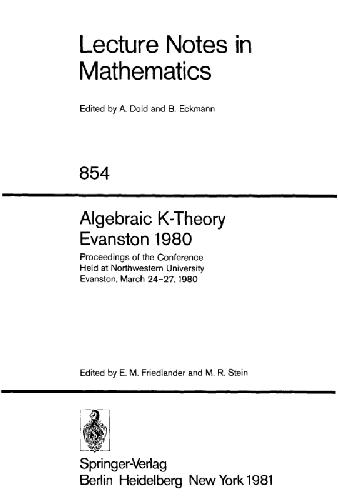 Lecture Notes in
Mathematics
Edited by A. Dold and B. Eckmann
854
Algebraic K-Theory
Evanston 1980
Proceedings of the Conference
Held at Northwestern University
Evanston, March 24–27, 1980
Edited by E. M. Friedlander and M. R. Stein
Springer-Verlag
Berlin Heidelberg New York 1981